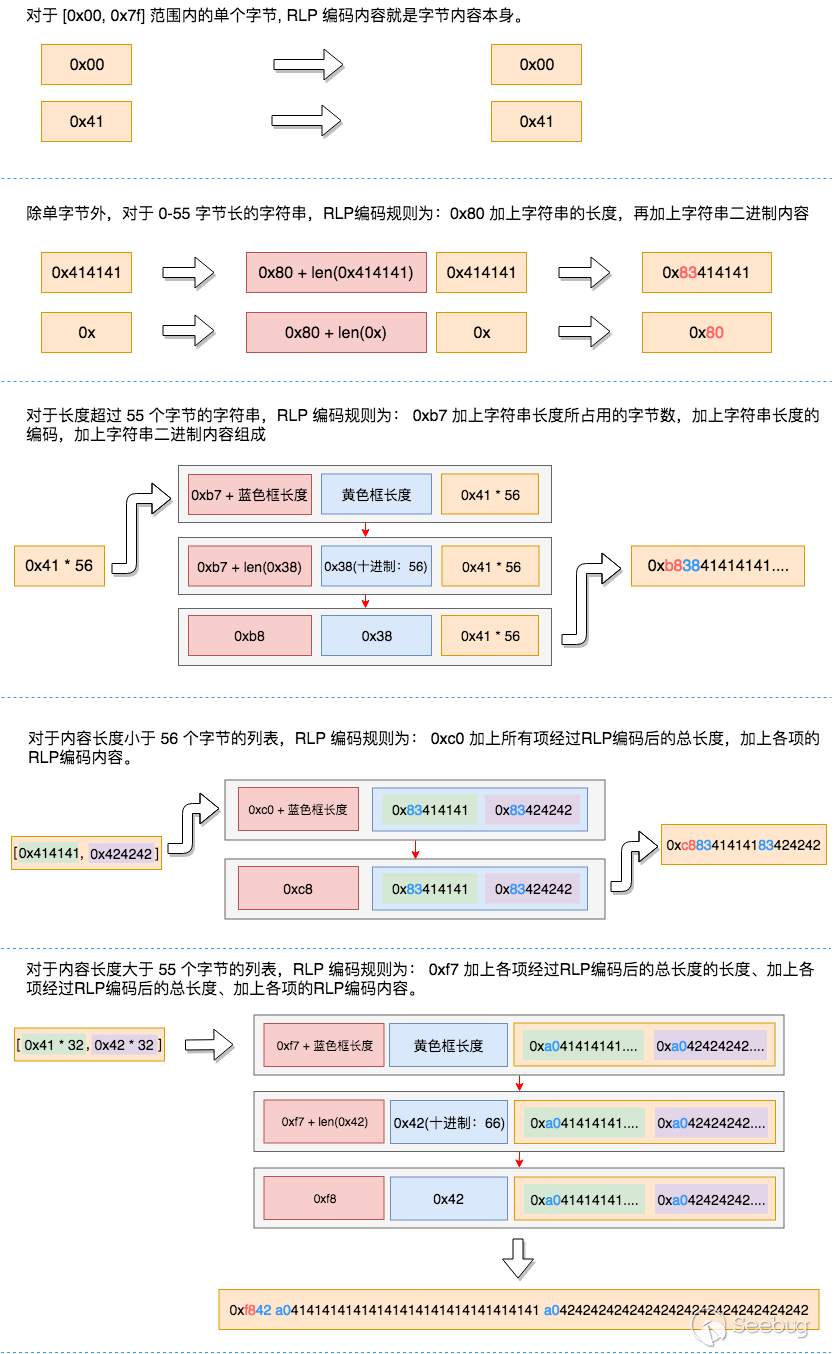 对于 [0x00, 0x7f] 范围内的单个字节, RLP 编码内容就是字节内容本身。
0x00 0x00
0x41 0x41
除单字节外，对于 0-55 字节长的字符串，RLP编码规则为：0x80 加上字符串的长度，再加上字符串二进制内容
0x414141 0x80 + len(0x414141) 0x414141 0x83414141
0x 0x80 + len(0x) 0x 0x80
对于长度超过 55 个字节的字符串，RLP 编码规则为： 0xb7 加上字符串长度所占用的字节数，加上字符串长度的
编码，加上字符串二进制内容组成
0xb7 + 蓝色框长度 黄色框长度 0x41 * 56
0x41 * 56 0xb7 + len(0x38) 0x38(十进制：56) 0x41 * 56 0xb83841414141....
0xb8 0x38 0x41 * 56
对于内容长度小于 56 个字节的列表，RLP 编码规则为： 0xc0 加上所有项经过RLP编码后的总长度，加上各项的
RLP编码内容。
0xc0 + 蓝色框长度 0x83414141 0x83424242
[0x414141, 0x424242] 0xc88341414183424242
0xc8 0x83414141 0x83424242
对于内容长度大于 55 个字节的列表，RLP 编码规则为： 0xf7 加上各项经过RLP编码后的总长度的长度、加上各
项经过RLP编码后的总长度、加上各项的RLP编码内容。
[ 0x41 * 32, 0x42 * 32 ] 0xf7 + 蓝色框长度 黄色框长度 0xa041414141.... 0xa042424242....
0xf7 + len(0x42) 0x42(十进制：66) 0xa041414141.... 0xa042424242....
0xf8 0x42 0xa041414141.... 0xa042424242....
0xf842 a04141414141414141414141414141414141 a04242424242424242424242424242424242
Seebug